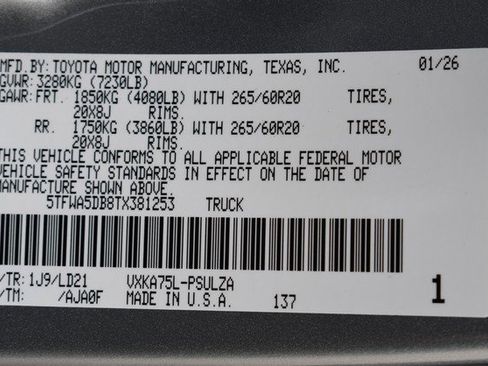 MFD.BY: TOYOTA MOTOR MANUFACTURING, TEXAS, INC. 01/26
GVWR: 3280KG (7230LB)
GAWR: FRT. 1850KG (4080LB) WITH 265/60R20 TIRES,
20X8J RIMS.
RR. 1750KG (3860LB) WITH 265/60R20 TIRES,
20X8J RIMS.
THIS VEHICLE CONFORMS TO ALL APPLICABLE FEDERAL MOTOR
VEHICLE SAFETY STANDARDS IN EFFECT ON THE DATE OF
MANUFACTURE SHOWN ABOVE.
5TFWA5DB8TX381253 TRUCK
C/TR: 1J9/LD21 VXKA75L-PSULZA
A/TM: /AJA0F MADE IN U.S.A. 137 1